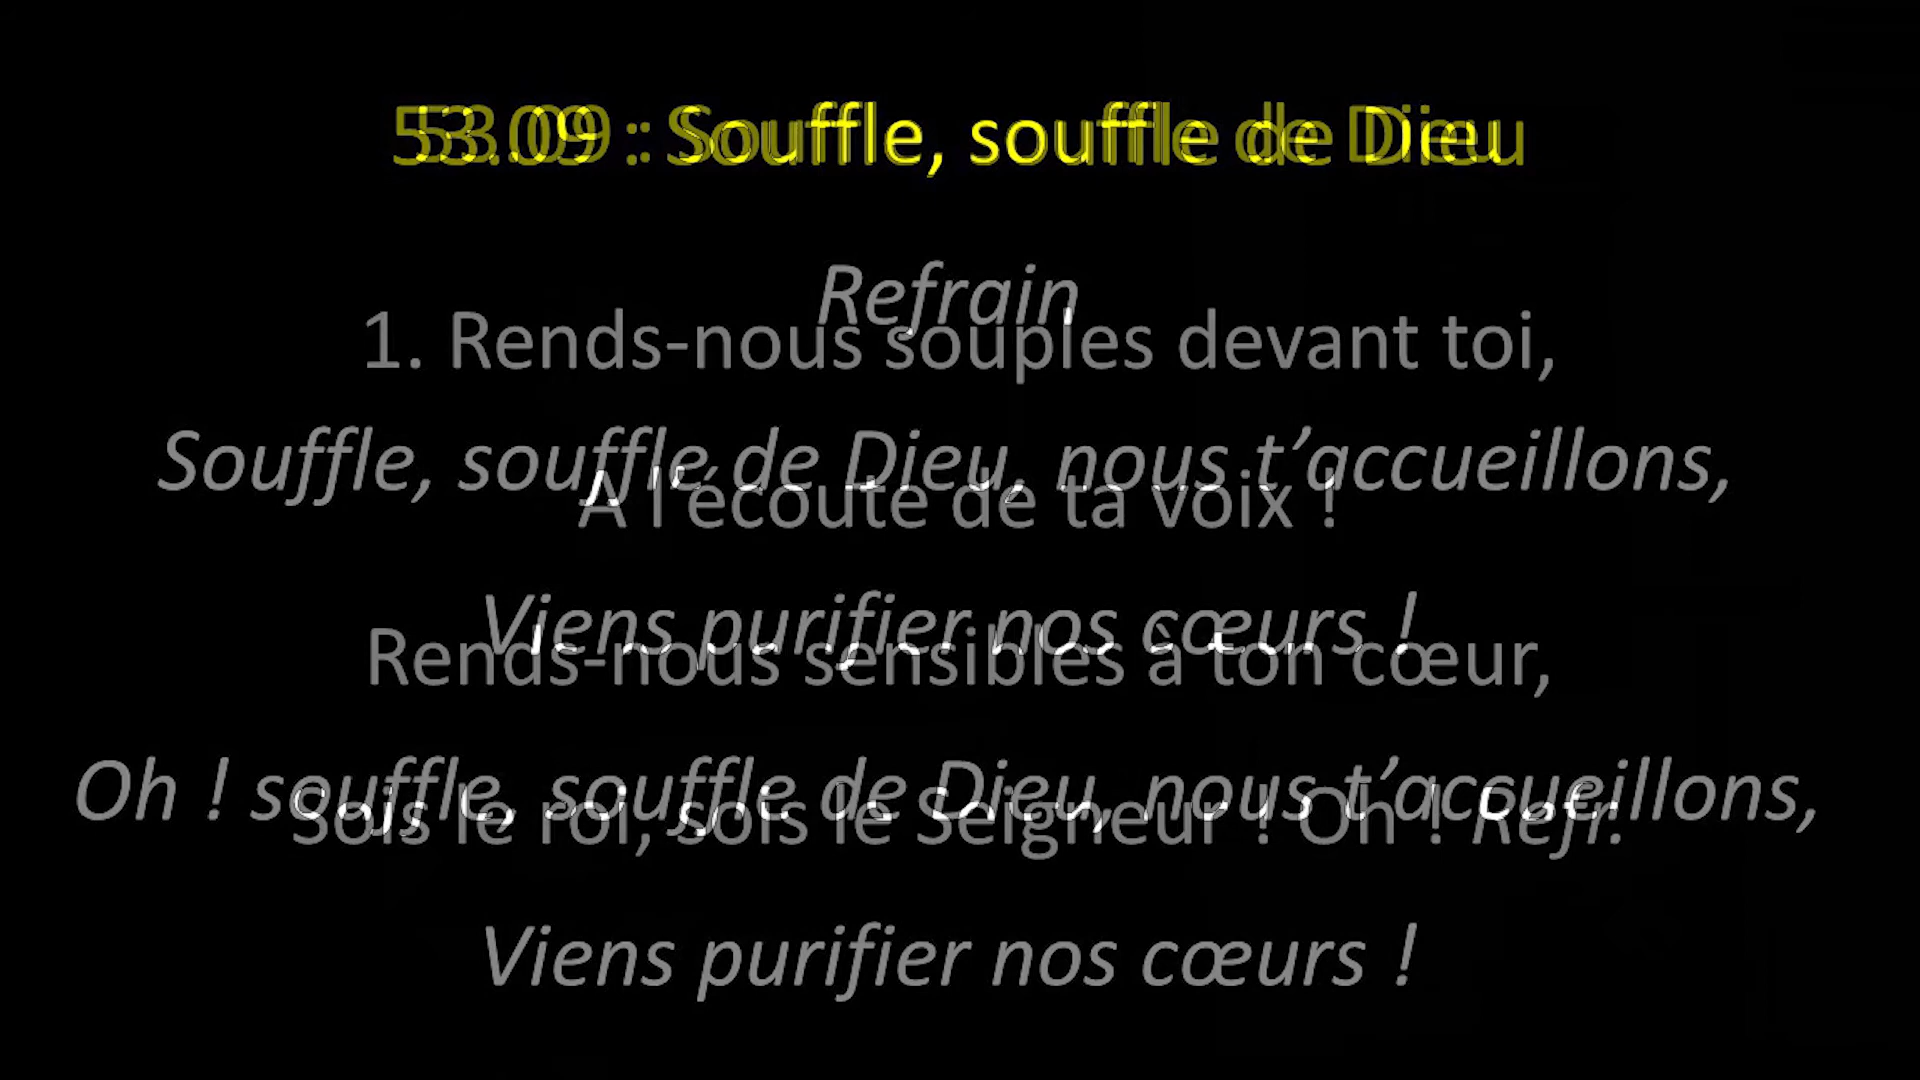 53.09 : Souffle, souffle de Dieu
Refrain
1. Rends-nous souples devant toi,
Souffle, souffle de Dieu, nous t’accueillons,
A l’écoute de ta voix !
Viens purifier nos cœurs !
Rends-nous sensibles à ton cœur,
Oh ! souffle, souffle de Dieu, nous t’accueillons,
Sois le roi, sois le Seigneur ! Oh ! Refr.
Viens purifier nos cœurs !